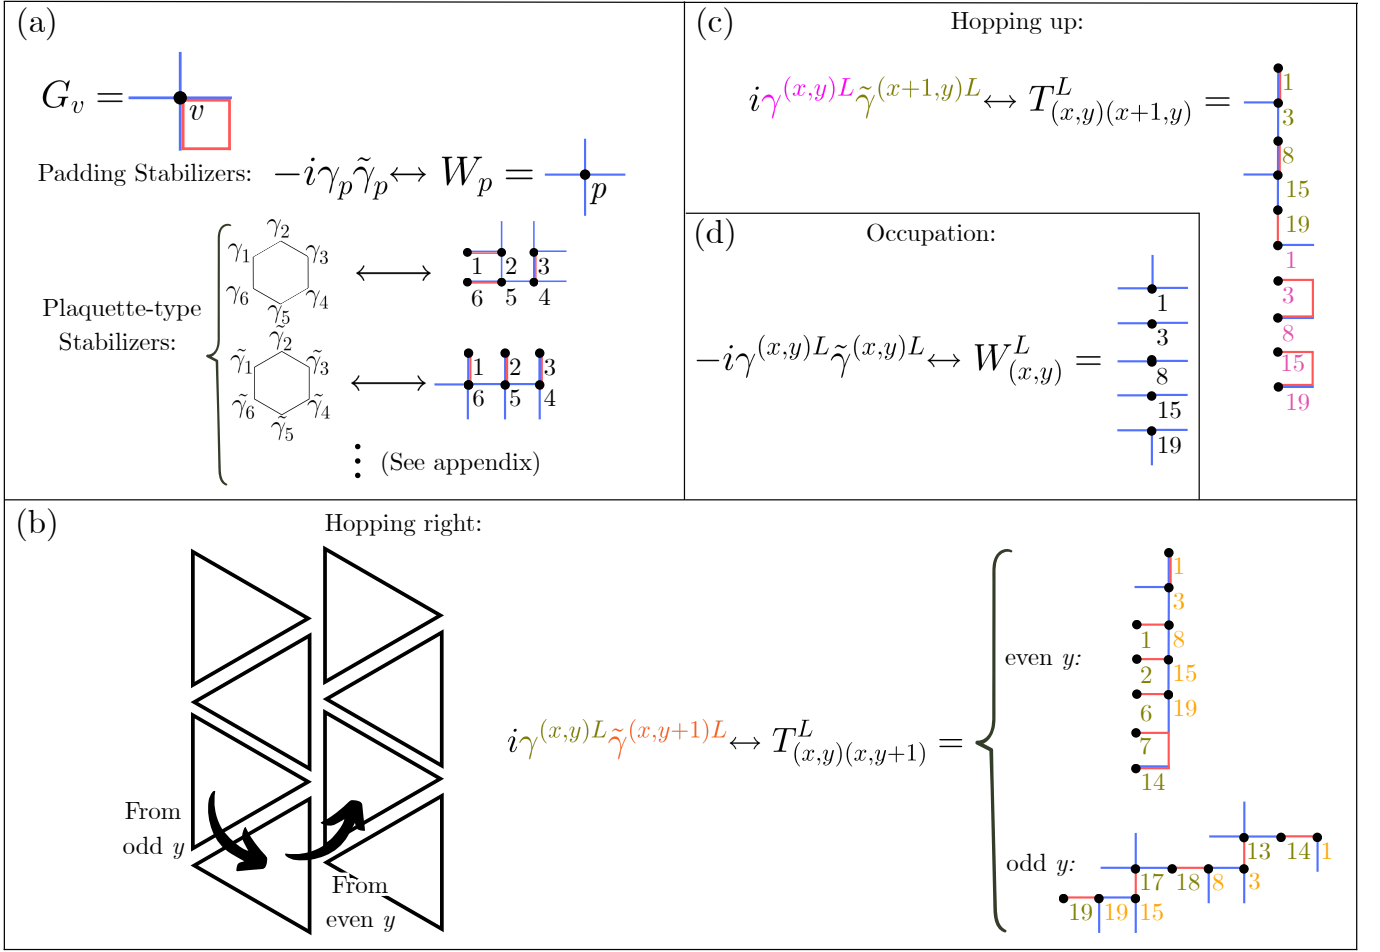 (a)
G_v =
v
Padding Stabilizers: −iγ_p γ̃_p ↔ W_p =
p
Plaquette-type
Stabilizers:
γ_1 γ_2 γ_3 γ_4 γ_5 γ_6
1 2 3
6 5 4
γ̃_1 γ̃_2 γ̃_3 γ̃_4 γ̃_5 γ̃_6
1 2 3
6 5 4
(See appendix)
(c)
Hopping up:
iγ^{(x,y)L} γ̃^{(x+1,y)L} ↔ T^L_{(x,y)(x+1,y)} =
1
3
8
15
19
1
3
8
15
19
(d)
Occupation:
−iγ^{(x,y)L} γ̃^{(x,y)L} ↔ W^L_{(x,y)} =
1
3
8
15
19
(b)
Hopping right:
From
odd y
From
even y
iγ^{(x,y)L} γ̃^{(x,y+1)L} ↔ T^L_{(x,y)(x,y+1)} =
even y:
1
3
1 8
2 15
6 19
7
14
odd y:
13 14 1
17 18 8 3
19 19 15